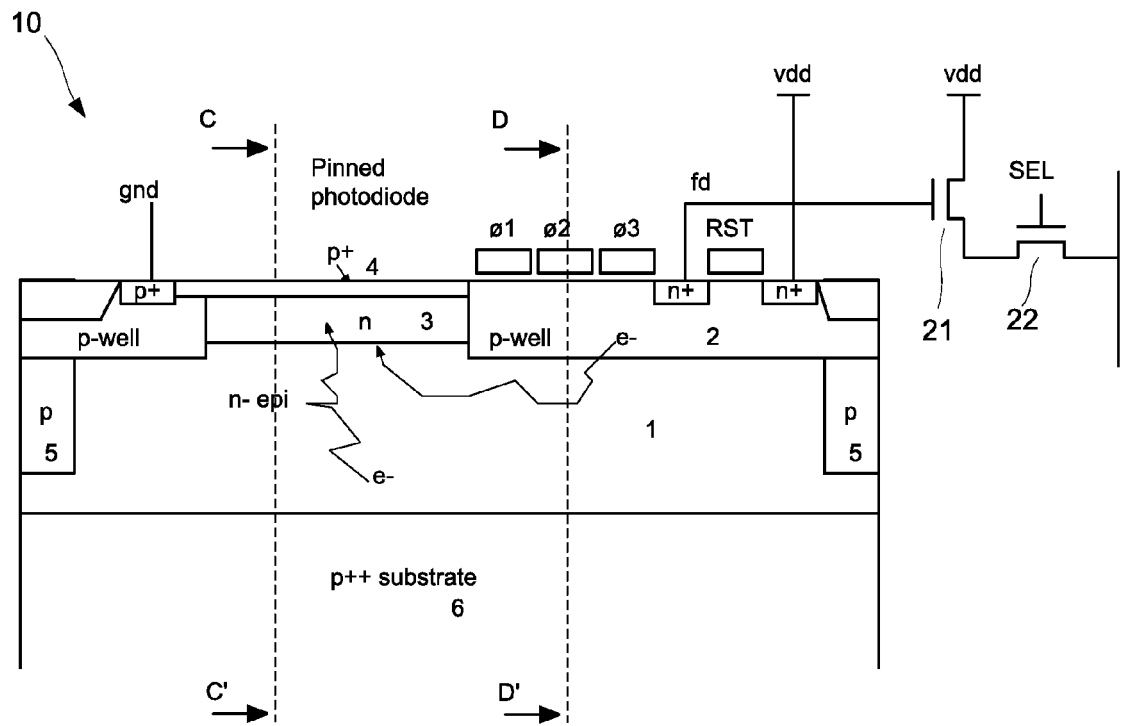 10
vdd
vdd
C
D
Pinned
photodiode
SEL
gnd
fd
ø1
ø2
ø3
RST
p+
4
p+
n+
n+
21
22
p-well
n
3
p-well
e-
2
n- epi
p
5
1
p
5
e-
p++ substrate
6
C'
D'